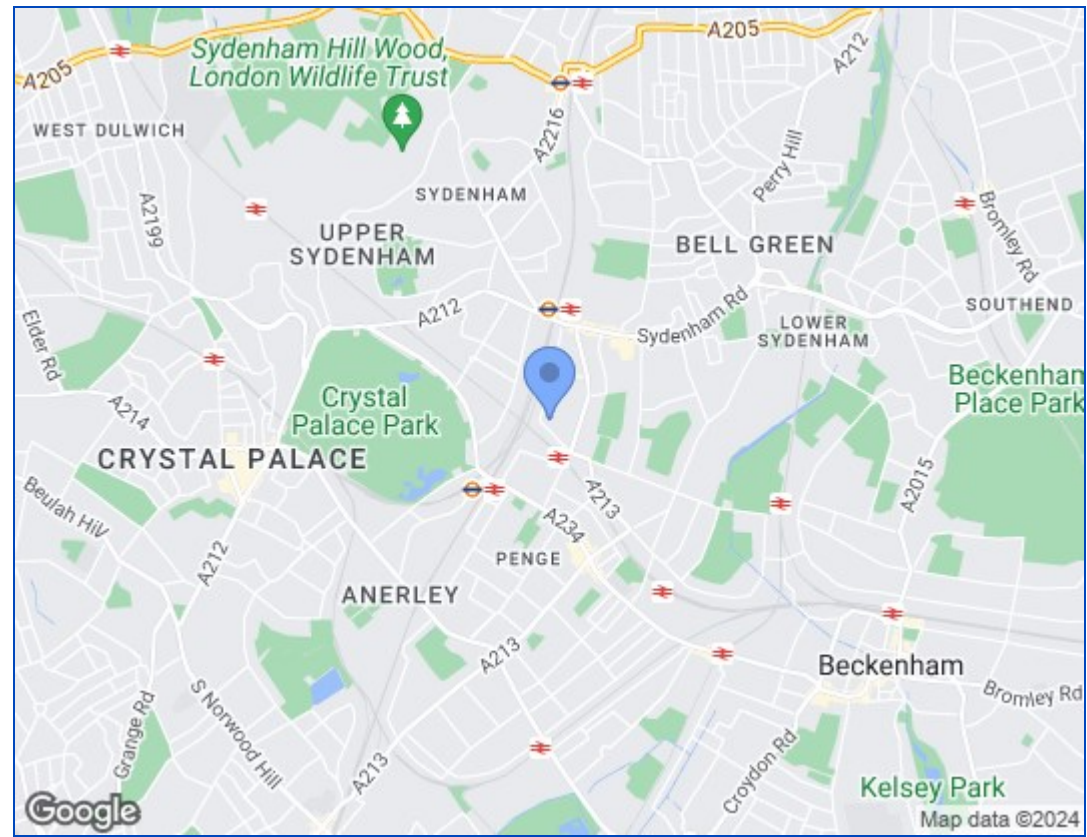 A205
A205
A212
Sydenham Hill Wood,
London Wildlife Trust
WEST DULWICH
A2216
Perry Hill
SYDENHAM
A2199
Bromley Rd
UPPER
SYDENHAM
BELL GREEN
A212
Sydenham Rd
SOUTHEND
LOWER
SYDENHAM
Elder Rd
Crystal
Palace Park
Beckenham
Place Park
A214
CRYSTAL PALACE
A2015
Beulah Hil
A213
A234
A212
PENGE
ANERLEY
A213
Beckenham
Bromley Rd
Grange Rd
S Norwood Hill
A213
Croydon Rd
Kelsey Park
Google
Map data ©2024